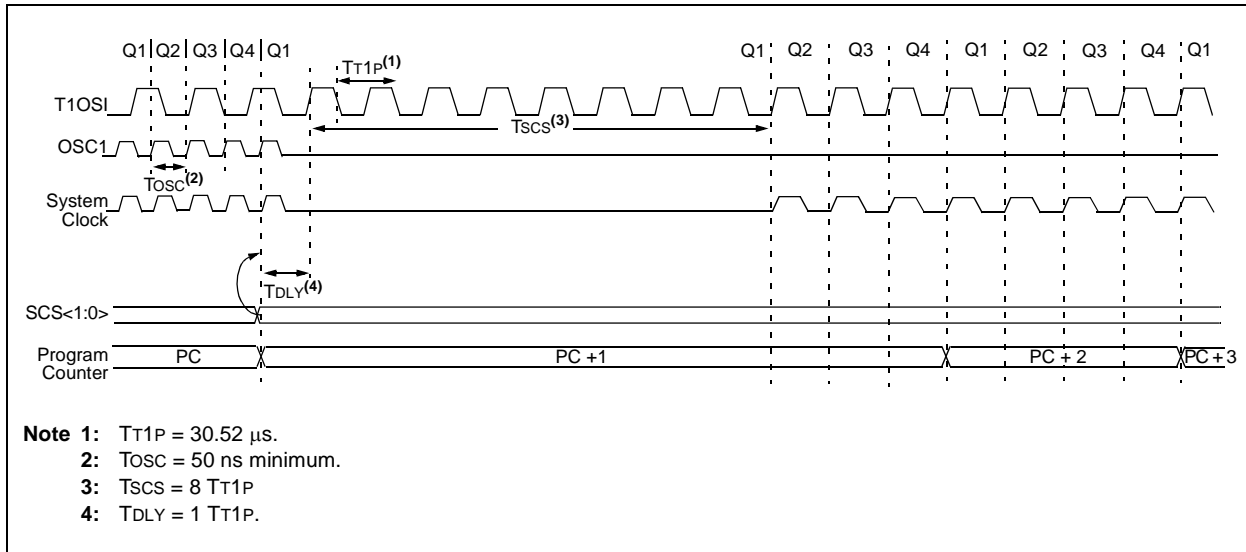 Q1 Q2 Q3 Q4 Q1 Q1 Q2 Q3 Q4 Q1 Q2 Q3 Q4 Q1
TT1P(1)
T1OSI
TSCS(3)
OSC1
TOSC(2)
System
Clock
TDLY(4)
SCS<1:0>
Program
Counter
PC PC +1 PC + 2 PC + 3
Note 1: TT1P = 30.52 μs.
2: TOSC = 50 ns minimum.
3: TSCS = 8 TT1P
4: TDLY = 1 TT1P.